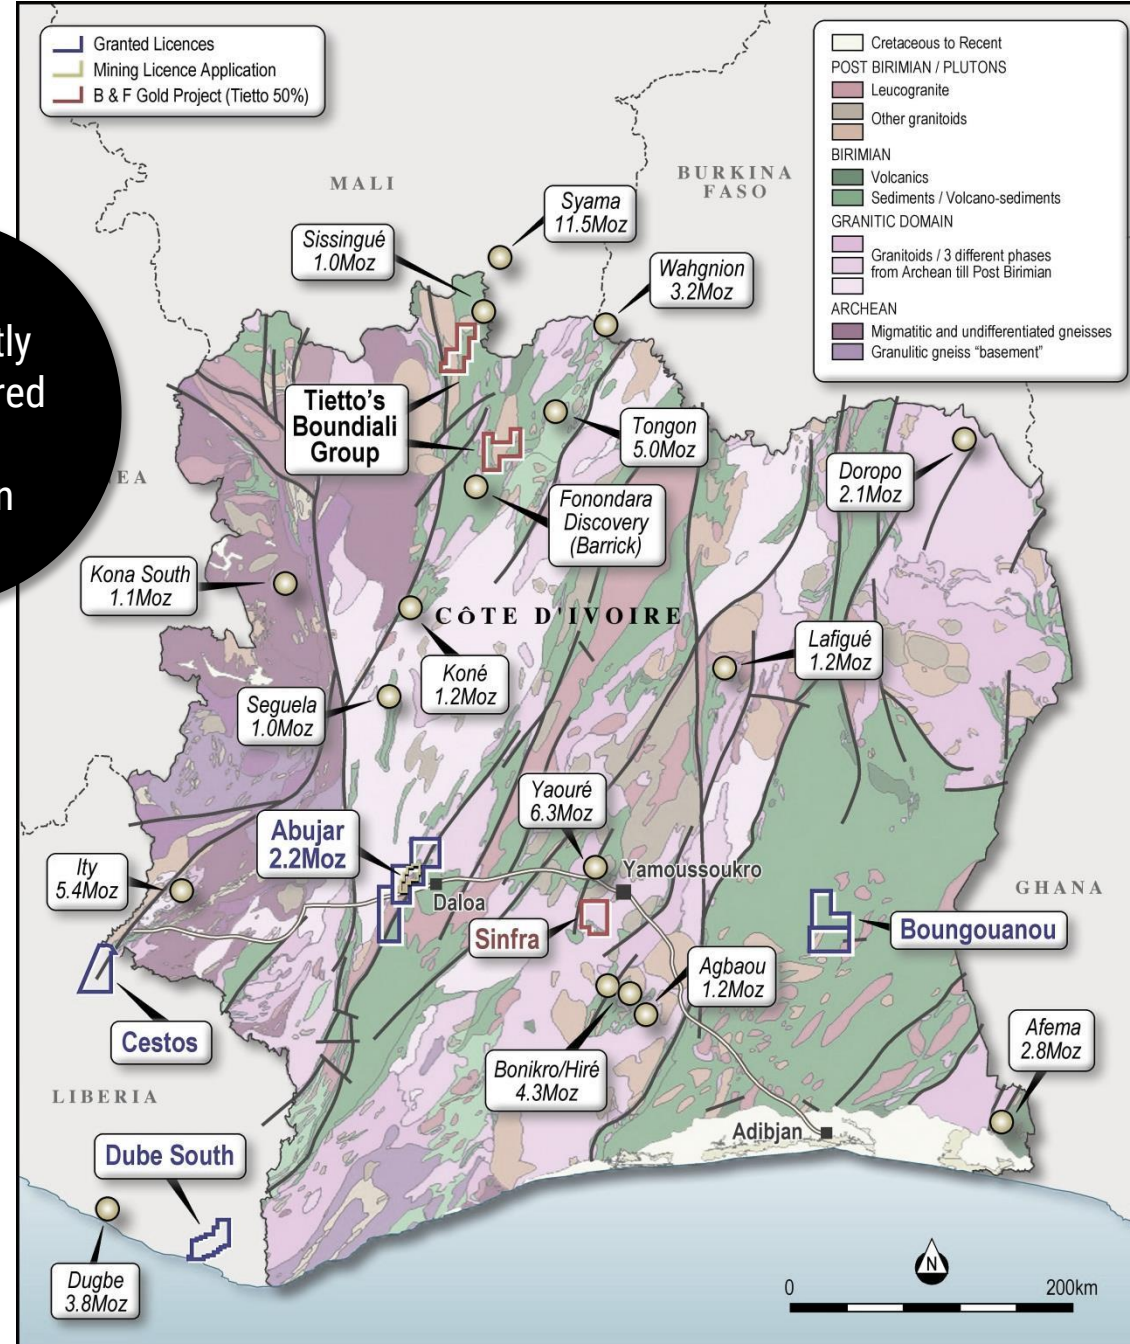 Granted Licences
Mining Licence Application
B & F Gold Project (Tietto 50%)
Cretaceous to Recent
POST BIRIMIAN / PLUTONS
Leucogranite
Other granitoids
BIRIMIAN
Volcanics
Sediments / Volcano-sediments
GRANITIC DOMAIN
Granitoids / 3 different phases
from Archean till Post Birimian
ARCHEAN
Migmatitic and undifferentiated gneisses
Granulitic gneiss “basement”
MALI
BURKINA
FASO
Syama
11.5Moz
Sissingué
1.0Moz
Wahgnion
3.2Moz
Tietto's
Boundiali
Group
Tongon
5.0Moz
Doropo
2.1Moz
Fonondara
Discovery
(Barrick)
Kona South
1.1Moz
CÔTE D'IVOIRE
Koné
1.2Moz
Lafigué
1.2Moz
Seguela
1.0Moz
Yaouré
6.3Moz
Abujar
2.2Moz
Ity
5.4Moz
Daloa
Yamoussoukro
GHANA
Sinfra
Boungouanou
Agbaou
1.2Moz
Cestos
Bonikro/Hiré
4.3Moz
Afema
2.8Moz
LIBERIA
Adibjan
Dube South
Dugbe
3.8Moz
N
0 200km